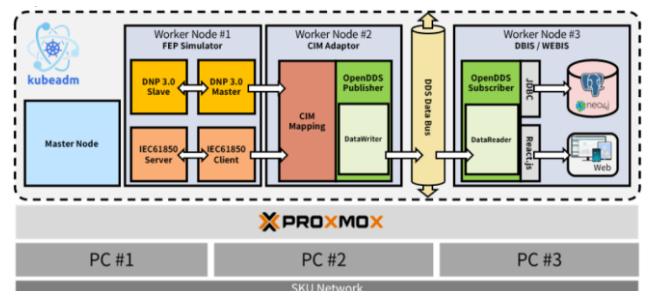 kubeadm
Master Node
Worker Node #1
FEP Simulator
DNP 3.0
Slave
DNP 3.0
Master
IEC61850
Server
IEC61850
Client
Worker Node #2
CIM Adaptor
CIM
Mapping
OpenDDS
Publisher
DataWriter
DDS Data Bus
Worker Node #3
DBIS / WEBIS
OpenDDS
Subscriber
DataReader
JDBC
React.js
neo4j
Web
PROXMOX
PC #1
PC #2
PC #3
SKU Network